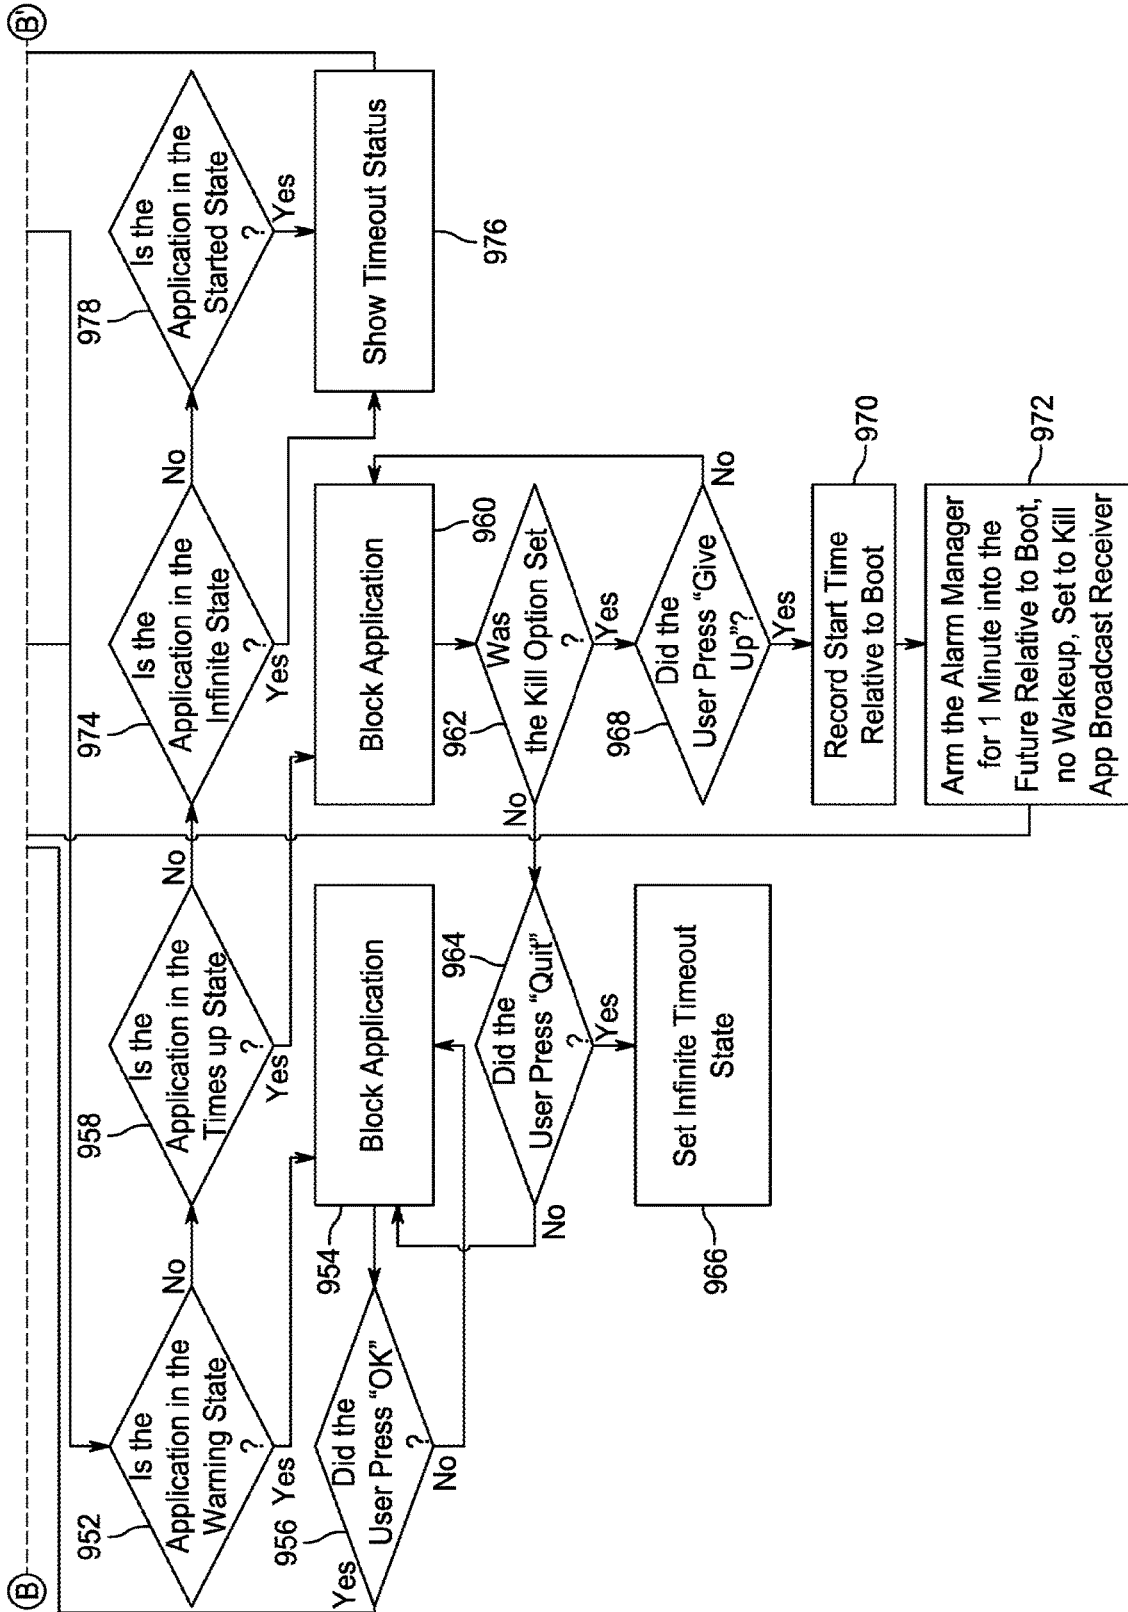 B
B'
952
Is the
Application in the
Warning State
?
No
Yes
958
Is the
Application in the
Times up State
?
No
Yes
974
Is the
Application in the
Infinite State
?
No
Yes
978
Is the
Application in the
Started State
?
Yes
956
Did the
User Press “OK”
?
Yes
No
954
Block Application
Block Application
960
Show Timeout Status
976
964
Did the
User Press “Quit”
?
No
Yes
962
Was
the Kill Option Set
?
No
Yes
966
Set Infinite Timeout
State
968
Did the
User Press “Give
Up”?
No
Yes
Record Start Time
Relative to Boot
970
Arm the Alarm Manager
for 1 Minute into the
Future Relative to Boot,
no Wakeup, Set to Kill
App Broadcast Receiver
972